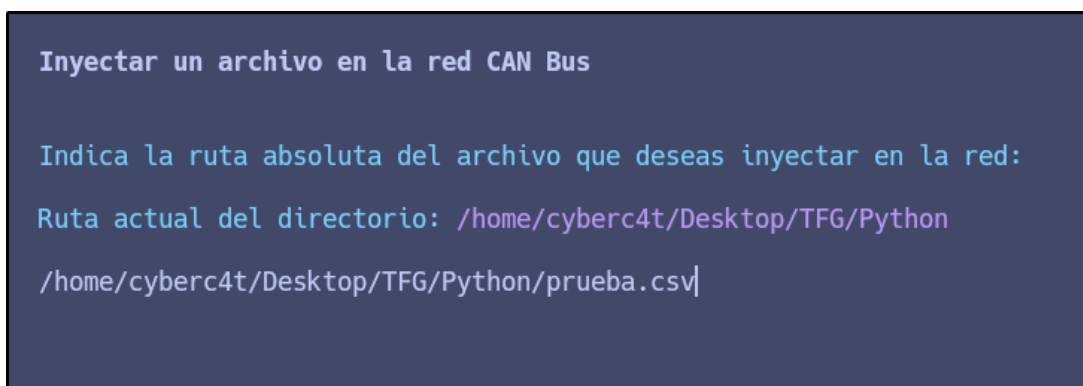 Inyectar un archivo en la red CAN Bus
Indica la ruta absoluta del archivo que deseas inyectar en la red:
Ruta actual del directorio: /home/cyberc4t/Desktop/TFG/Python
/home/cyberc4t/Desktop/TFG/Python/prueba.csv